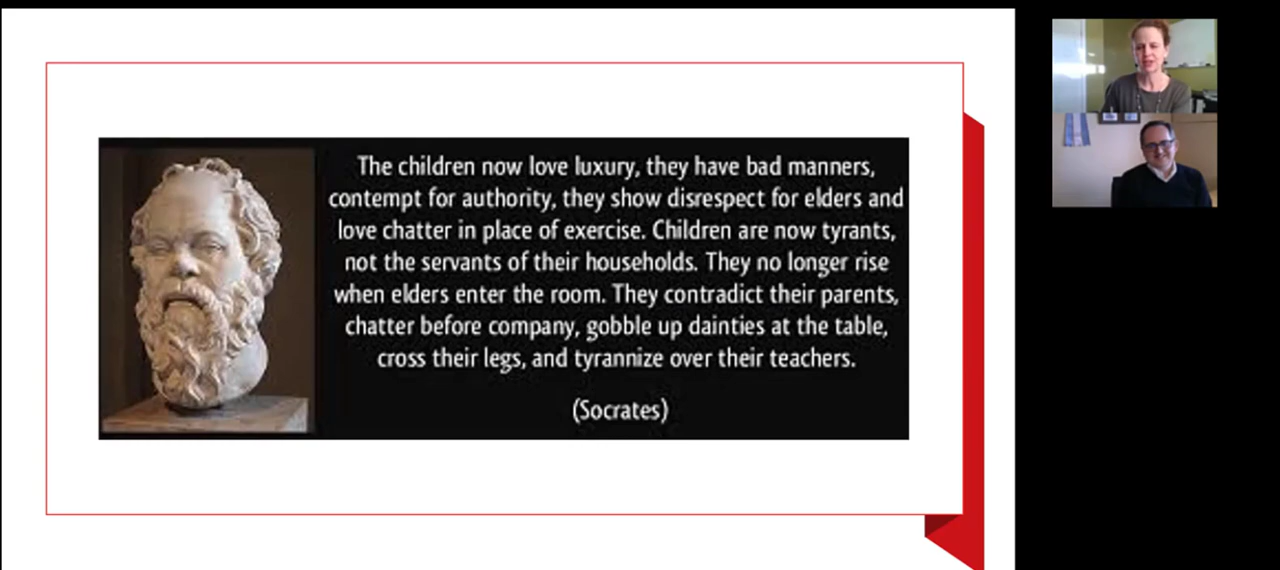 The children now love luxury, they have bad manners,
contempt for authority, they show disrespect for elders and
love chatter in place of exercise. Children are now tyrants,
not the servants of their households. They no longer rise
when elders enter the room. They contradict their parents,
chatter before company, gobble up dainties at the table,
cross their legs, and tyrannize over their teachers.
(Socrates)